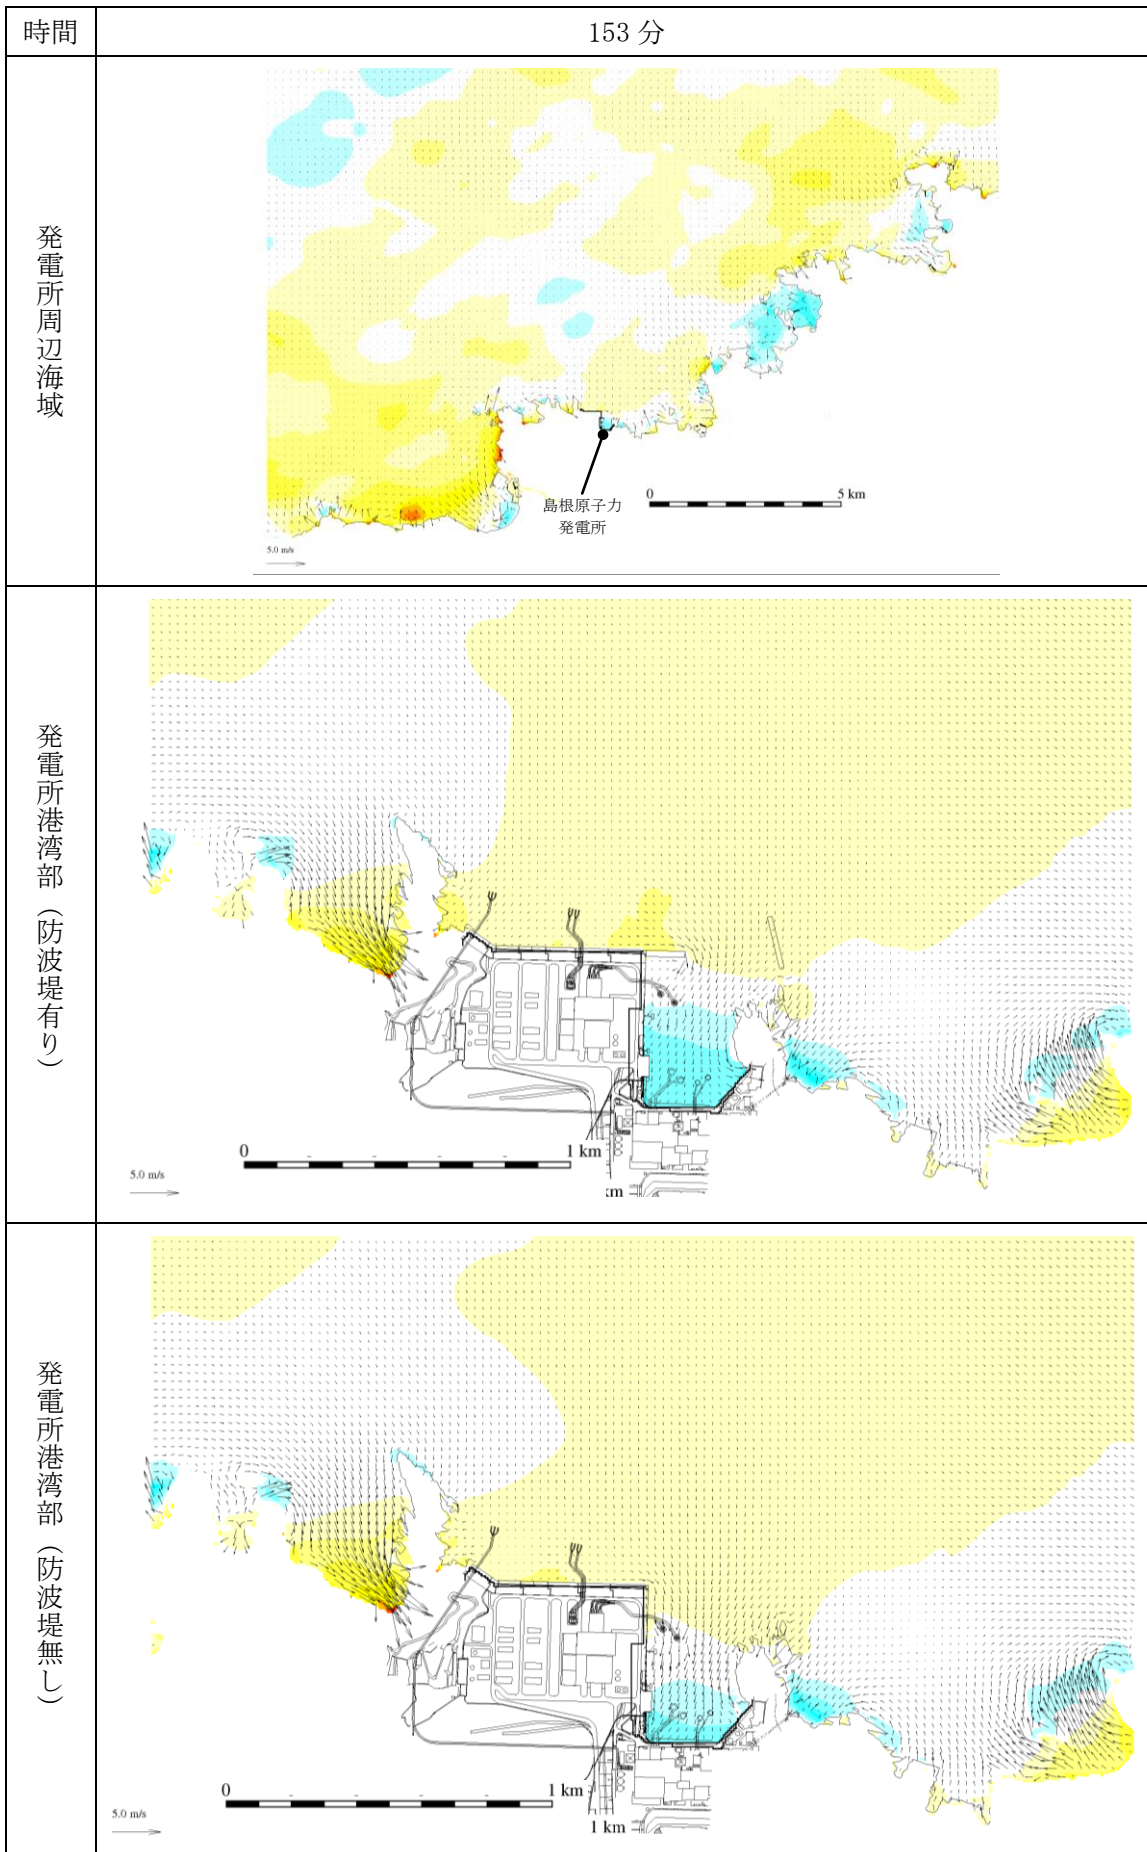 時間
153 分
発電所周辺海域
島根原子力
発電所
0
5 km
5.0 m/s
発電所港湾部（防波堤有り）
0
1 km
5.0 m/s
km
発電所港湾部（防波堤無し）
0
1 km
5.0 m/s
1 km